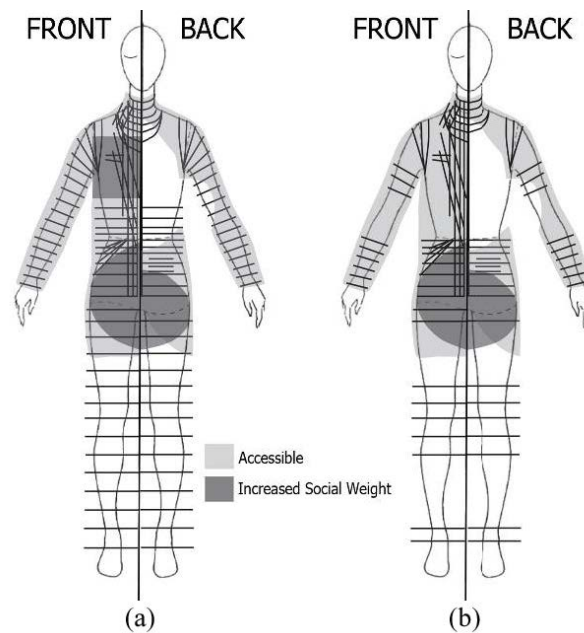 FRONT BACK FRONT BACK
Accessible
Increased Social Weight
(a) (b)